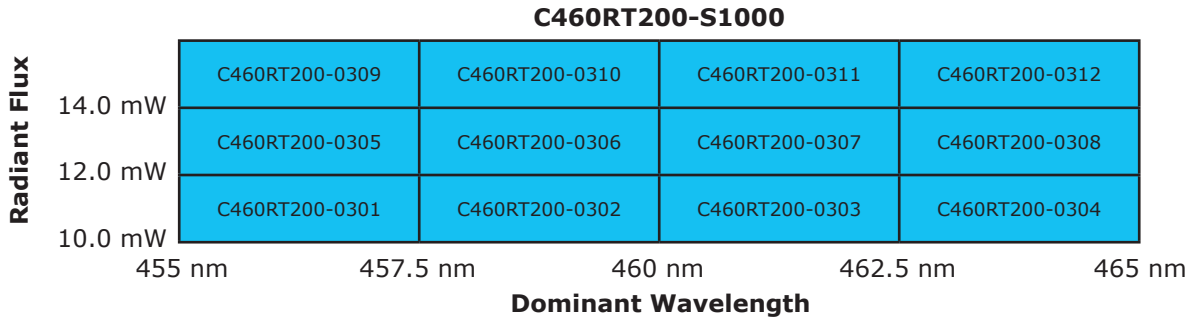 C460RT200-S1000
Radiant Flux
C460RT200-0309 C460RT200-0310 C460RT200-0311 C460RT200-0312
14.0 mW
C460RT200-0305 C460RT200-0306 C460RT200-0307 C460RT200-0308
12.0 mW
C460RT200-0301 C460RT200-0302 C460RT200-0303 C460RT200-0304
10.0 mW
455 nm 457.5 nm 460 nm 462.5 nm 465 nm
Dominant Wavelength